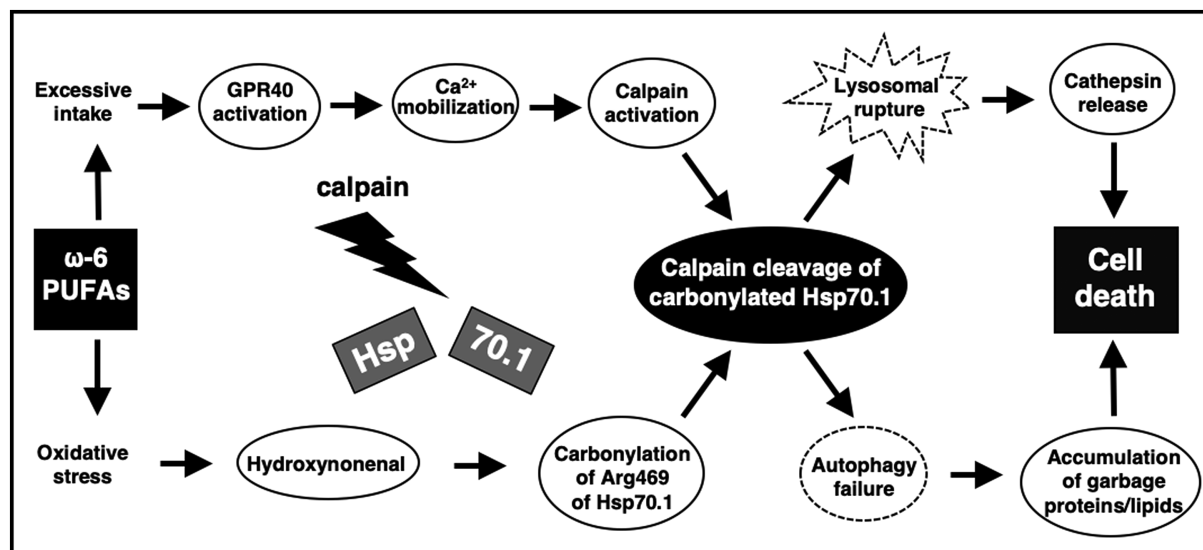 Excessive
intake
GPR40
activation
Ca²⁺
mobilization
Calpain
activation
Lysosomal
rupture
Cathepsin
release
calpain
ω-6
PUFAs
Hsp
70.1
Calpain cleavage of
carbonylated Hsp70.1
Cell
death
Oxidative
stress
Hydroxynonenal
Carbonylation
of Arg469
of Hsp70.1
Autophagy
failure
Accumulation
of garbage
proteins/lipids